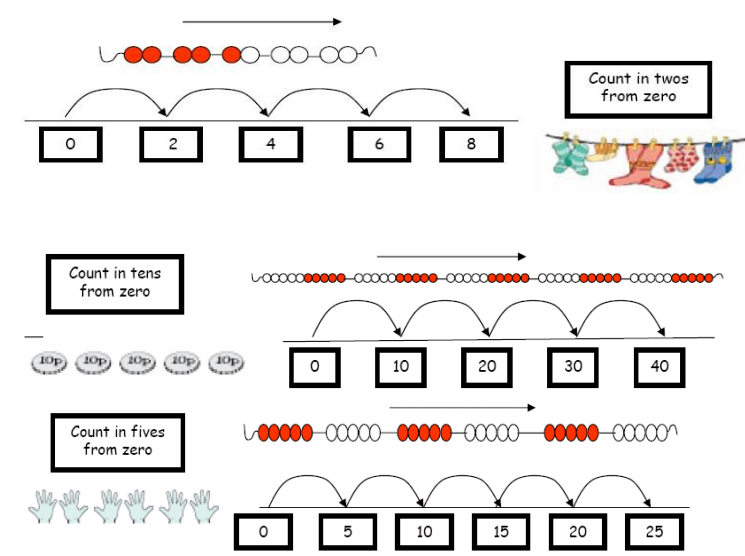 Count in twos
from zero
0 2 4 6 8
Count in tens
from zero
10p 10p 10p 10p 10p
0 10 20 30 40
Count in fives
from zero
0 5 10 15 20 25